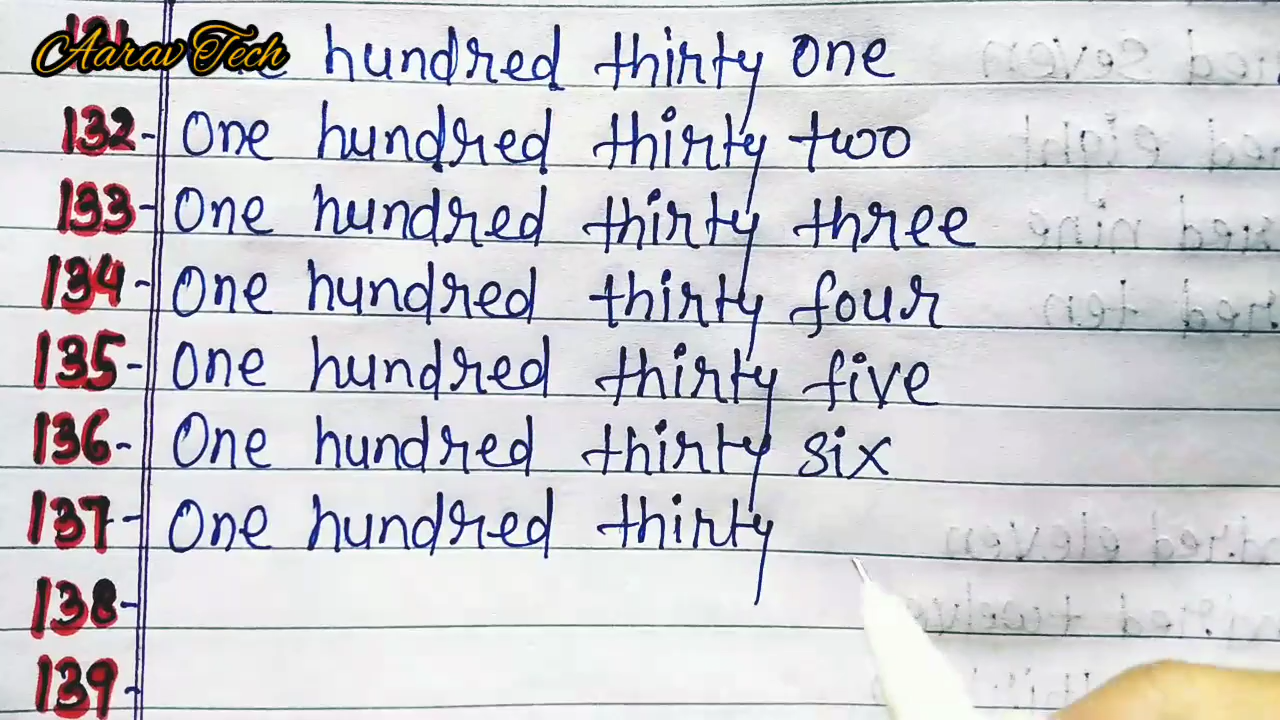 Aarav Tech
hundred thirty one
132- One hundred thirty two
133- One hundred thirty three
134- One hundred thirty four
135- One hundred thirty five
136- One hundred thirty six
137- One hundred thirty
138-
139-